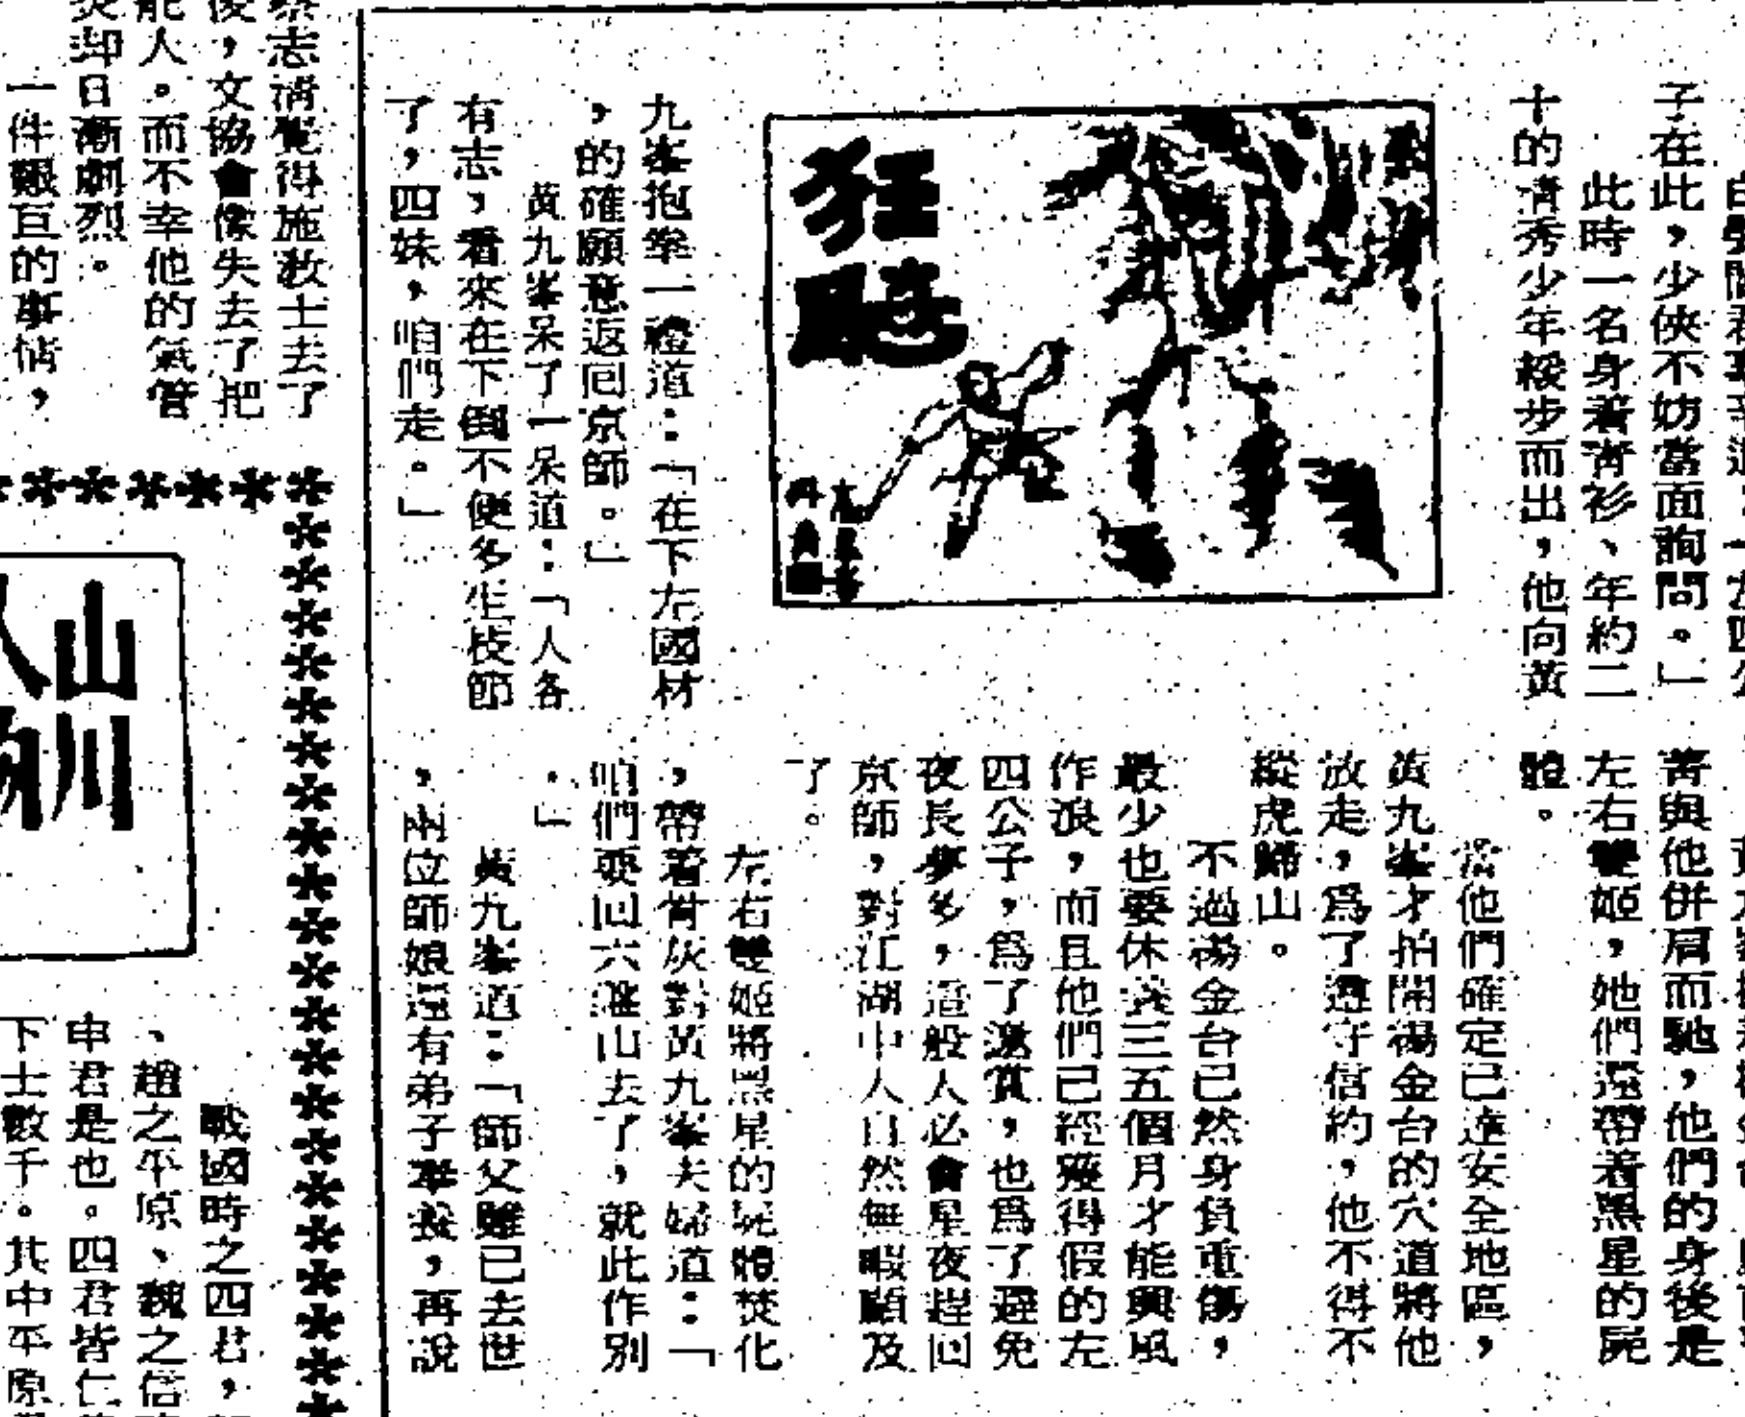 子在此，少俠不妨當面詢問。」
此時一名身着青衫、年約二
十的清秀少年緩步而出，他向黃
狂飈
九峯抱拳一禮道：「在下左國材
，的確願意返囘京師。」
黃九峯呆了一呆道：「人各
有志，看來在下倒不便多生枝節
了，四妹，咱們走。」
菁與他併肩而馳，他們的身後是
左右雙姬，她們還帶着黑星的屍
體。
當他們確定已達安全地區，
黃九峯才拍開湯金台的穴道將他
放走，爲了遵守信約，他不得不
縱虎歸山。
不過湯金台已然身負重傷，
最少也要休養三五個月才能興風
作浪，而且他們已經獲得假的左
四公子，爲了邀賞，也爲了避免
夜長夢多，這般人必會星夜趕回
京師，對江湖中人自然無暇顧及
了。
左右雙姬將黑星的屍體焚化
，帶着骨灰對黃九峯夫婦道：「
咱們要回六灕山去了，就此作別
。」
黃九峯道：「師父雖已去世
，兩位師娘還有弟子奉養，再說
蔡志淸覺得施敎士去了
後，文協會像失去了把
能人。而不幸他的氣管
炎却日漸劇烈。
一件艱巨的事情，
山川
戰國時之四君，
、趙之平原、魏之信
申君是也。四君皆仁
下士數千。其中平原